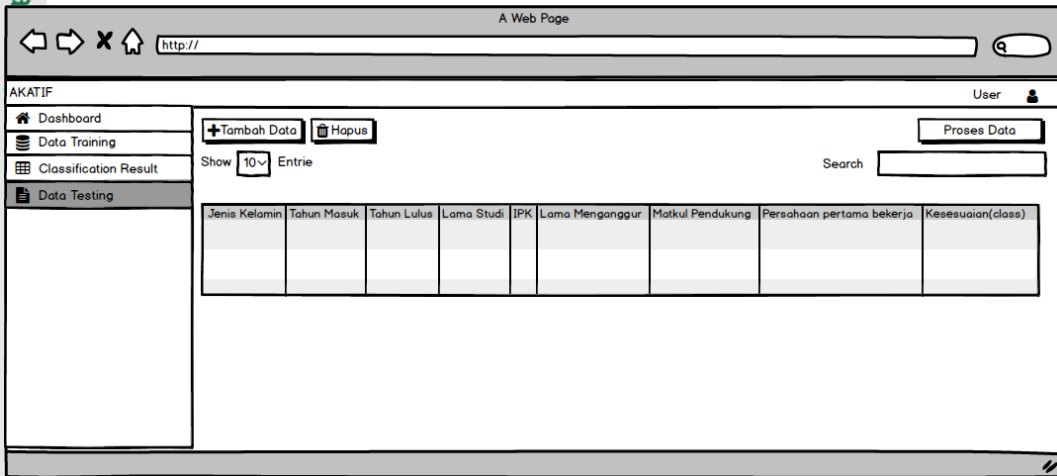 A Web Page
http://
AKATIF
User
Dashboard
Data Training
Classification Result
Data Testing
Tambah Data
Hapus
Proses Data
Show 10 Entrie
Search
Jenis Kelamin Tahun Masuk Tahun Lulus Lama Studi IPK Lama Menganggur Matkul Pendukung Persahaan pertama bekerja Kesesuaian(class)